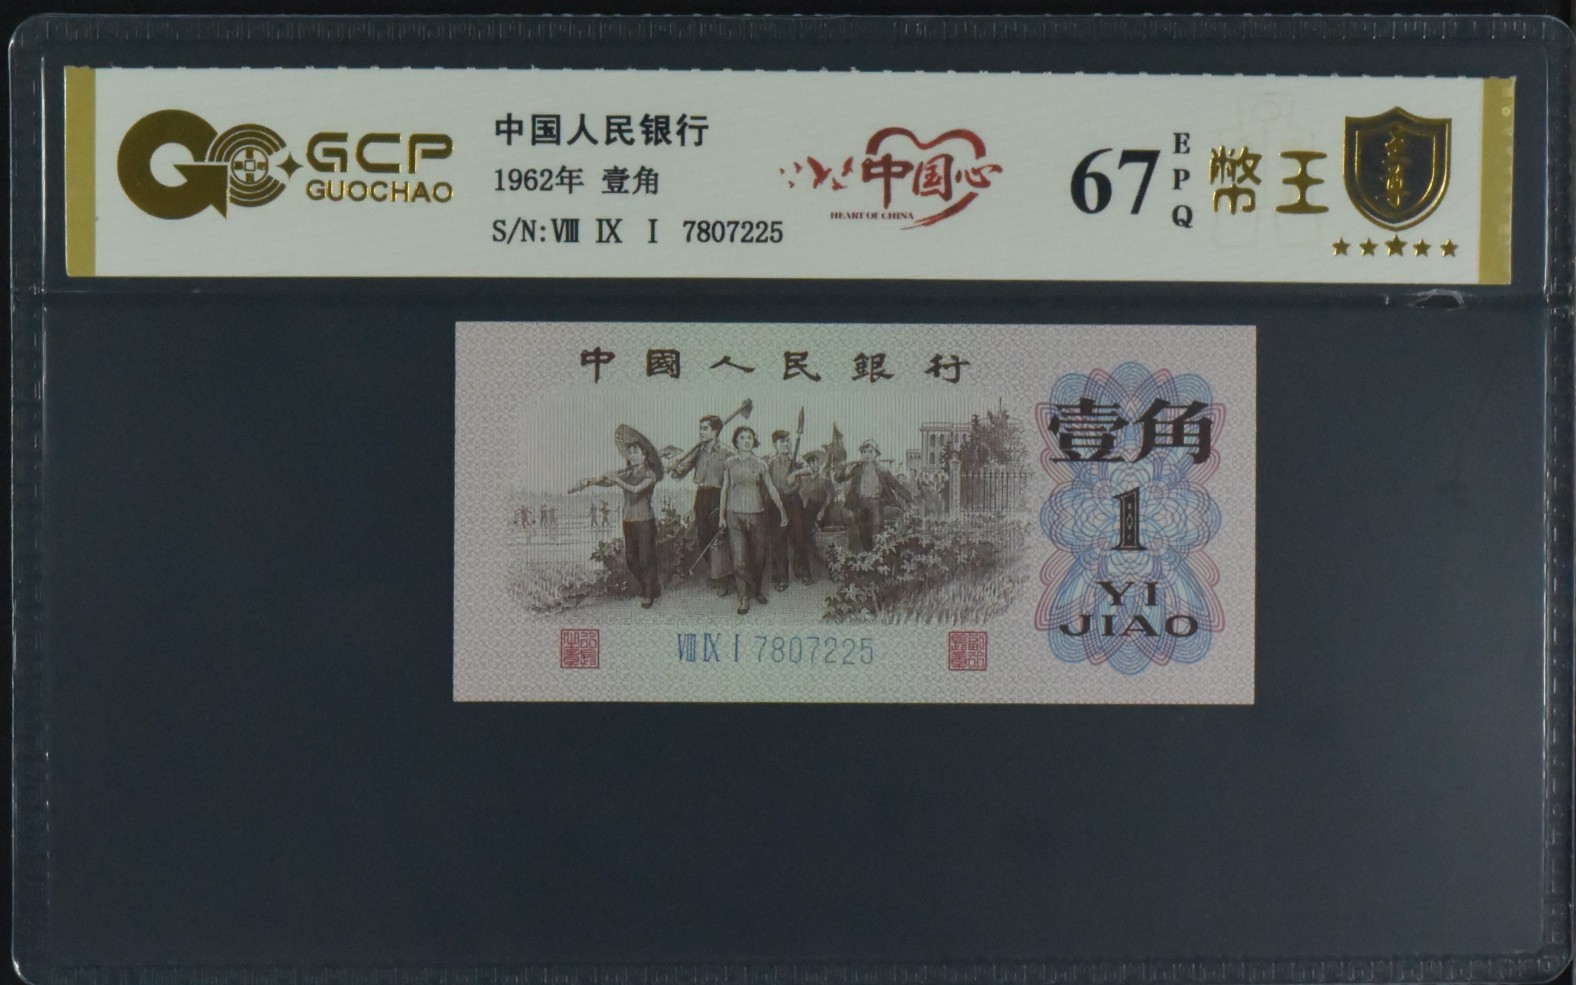 GCP
GUOCHAO
中国人民银行
1962年 壹角
S/N:Ⅷ Ⅸ Ⅰ 7807225
中国心
HEART OF CHINA
67
EPQ
幣王
至尊
中國人民銀行
壹角
1
YI
JIAO
Ⅷ Ⅸ Ⅰ 7807225